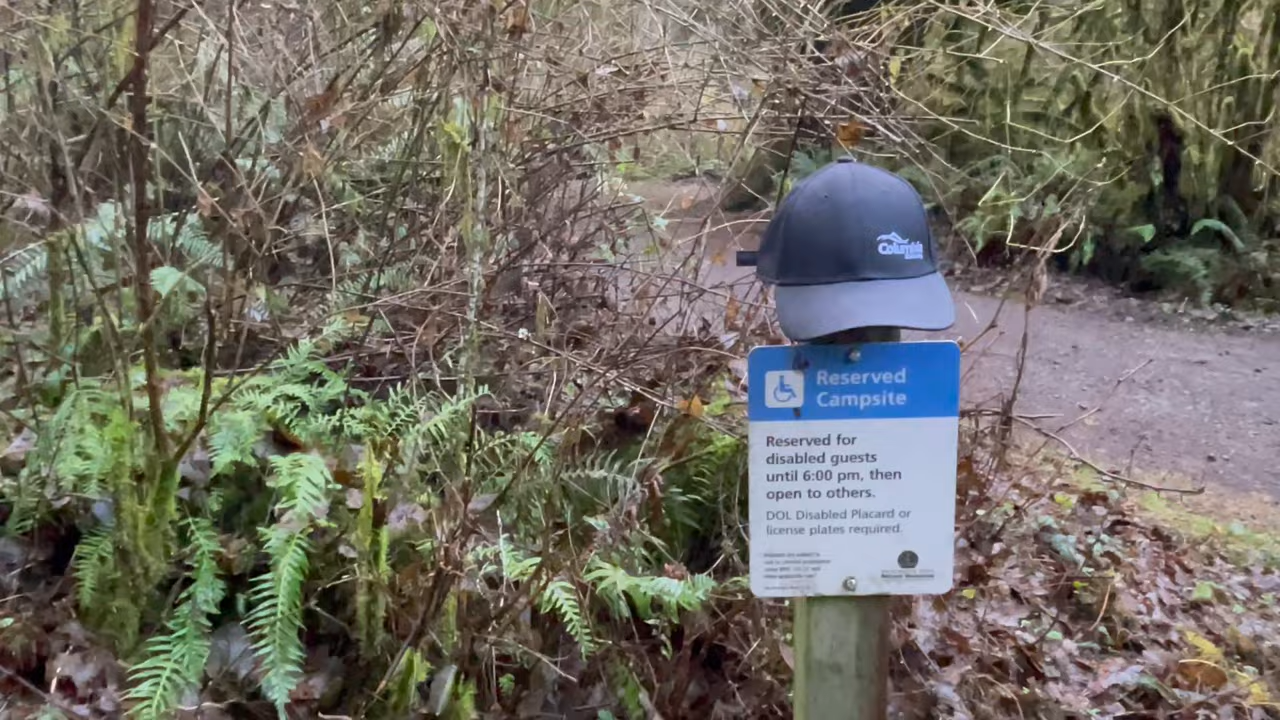 Columbia
Reserved
Campsite
Reserved for
disabled guests
until 6:00 pm, then
open to others.
DOL Disabled Placard or
license plates required.